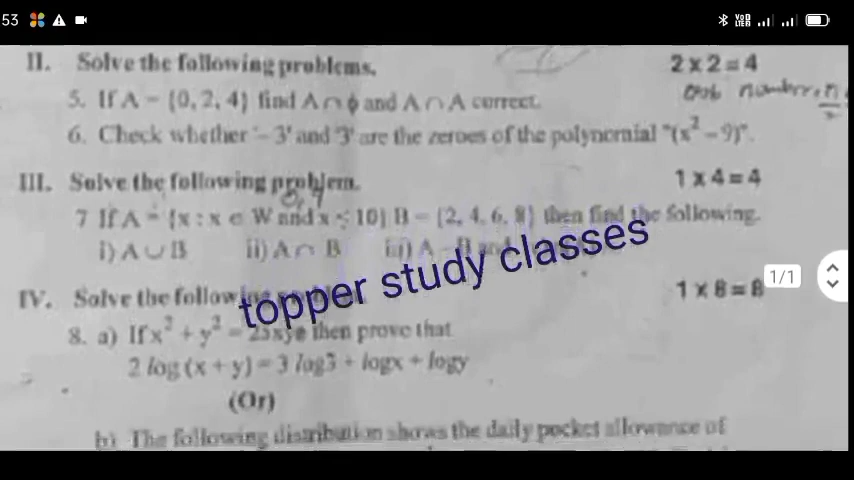 53
II. Solve the following problems. 2 x 2 = 4
5. If A = {0, 2, 4} find A ∩ ϕ and A ∩ A correct.
6. Check whether '– 3' and '3' are the zeroes of the polynomial "(x² – 9)".
III. Solve the following problem. 1 x 4 = 4
7 If A = {x : x ∈ W and x < 10} B = {2, 4, 6, 8} then find the following.
i) A ∪ B ii) A ∩ B iii) A – B and
topper study classes
1/1
IV. Solve the following 1 x 8 = 8
8. a) If x² + y² = 25xy then prove that
2 log (x + y) = 3 log3 + logx + logy
(Or)
b) The following distribution shows the daily pocket allowance of